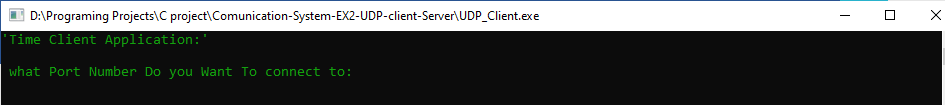 D:\Programing Projects\C project\Comunication-System-EX2-UDP-client-Server\UDP_Client.exe
'Time Client Application:'
what Port Number Do you Want To connect to: